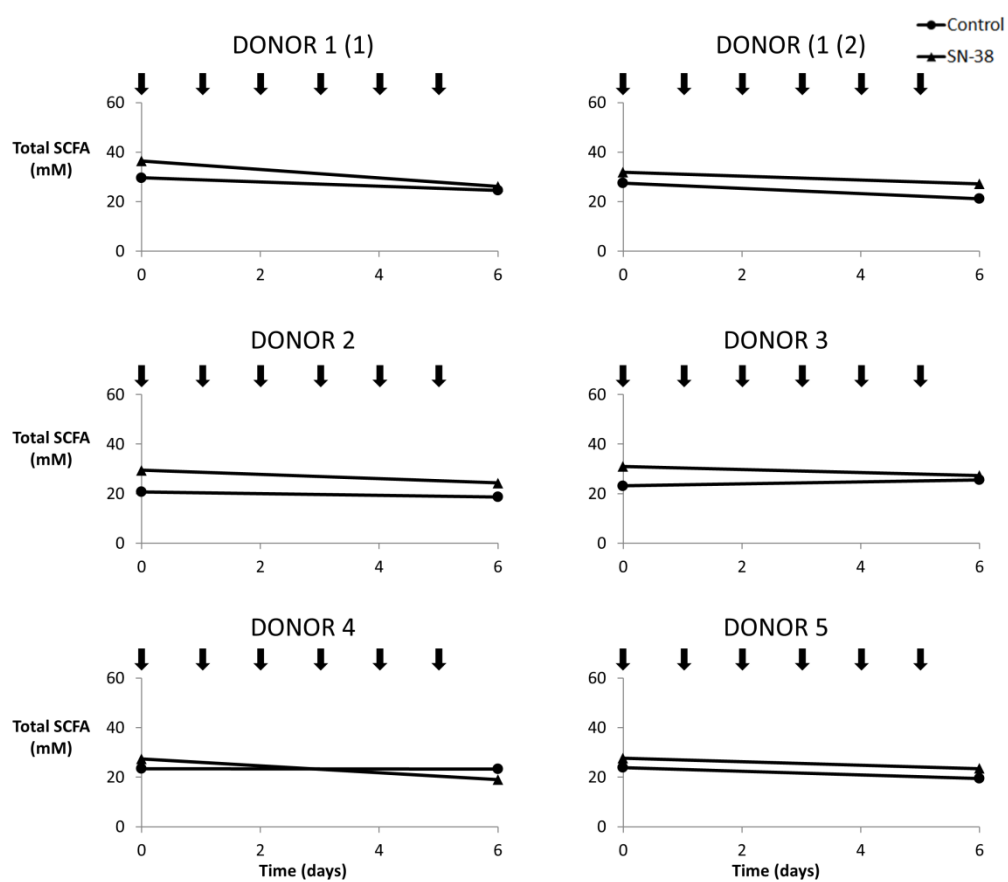 Control
SN-38
DONOR 1 (1)
DONOR (1 (2)
Total SCFA
(mM)
60
40
20
0
0 2 4 6
60
40
20
0
0 2 4 6
DONOR 2
DONOR 3
Total SCFA
(mM)
60
40
20
0
0 2 4 6
60
40
20
0
0 2 4 6
DONOR 4
DONOR 5
Total SCFA
(mM)
60
40
20
0
0 2 4 6
Time (days)
60
40
20
0
0 2 4 6
Time (days)